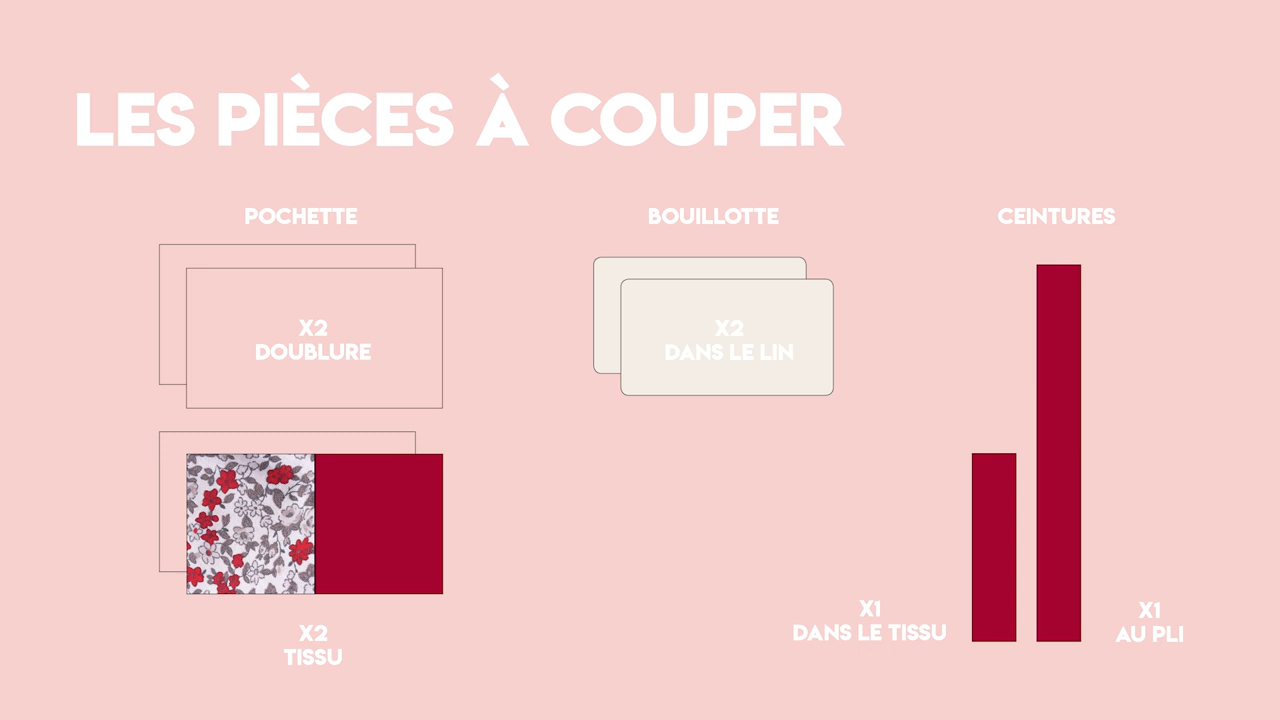 LES PIÈCES À COUPER
POCHETTE
X2
DOUBLURE
X2
TISSU
BOUILLOTTE
X2
DANS LE LIN
CEINTURES
X1
DANS LE TISSU
X1
AU PLI